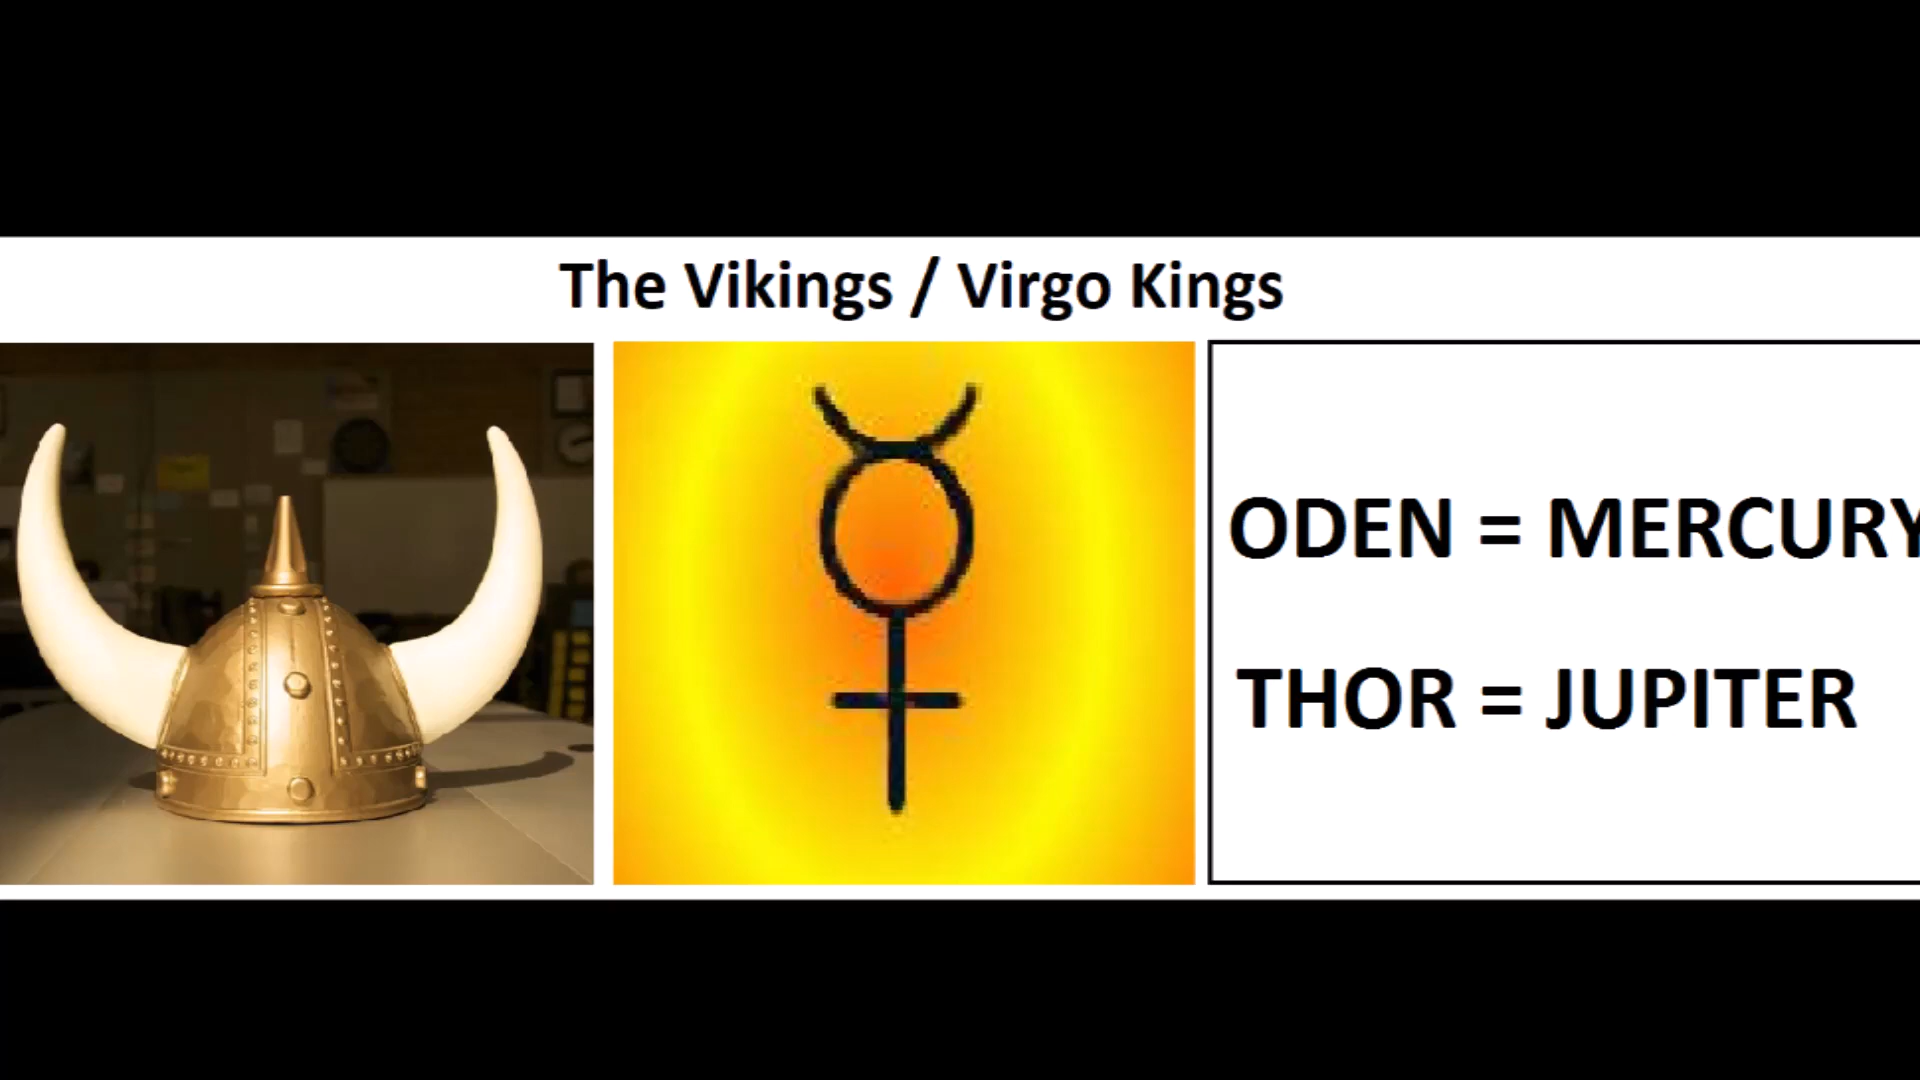 The Vikings / Virgo Kings
ODEN = MERCURY
THOR = JUPITER